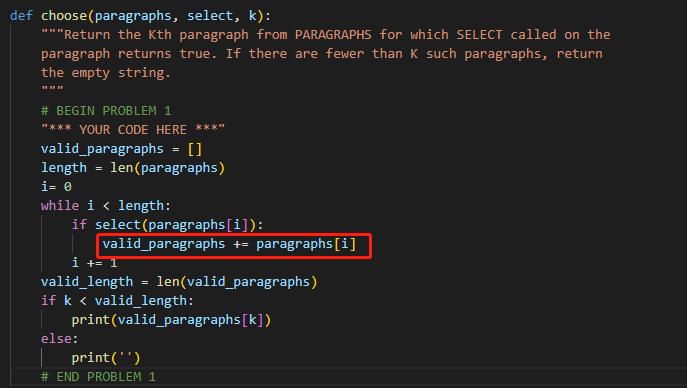 def choose(paragraphs, select, k):
    """Return the Kth paragraph from PARAGRAPHS for which SELECT called on the
    paragraph returns true. If there are fewer than K such paragraphs, return
    the empty string.
    """
    # BEGIN PROBLEM 1
    "*** YOUR CODE HERE ***"
    valid_paragraphs = []
    length = len(paragraphs)
    i= 0
    while i < length:
        if select(paragraphs[i]):
            valid_paragraphs += paragraphs[i]
        i += 1
    valid_length = len(valid_paragraphs)
    if k < valid_length:
        print(valid_paragraphs[k])
    else:
        print('')
    # END PROBLEM 1